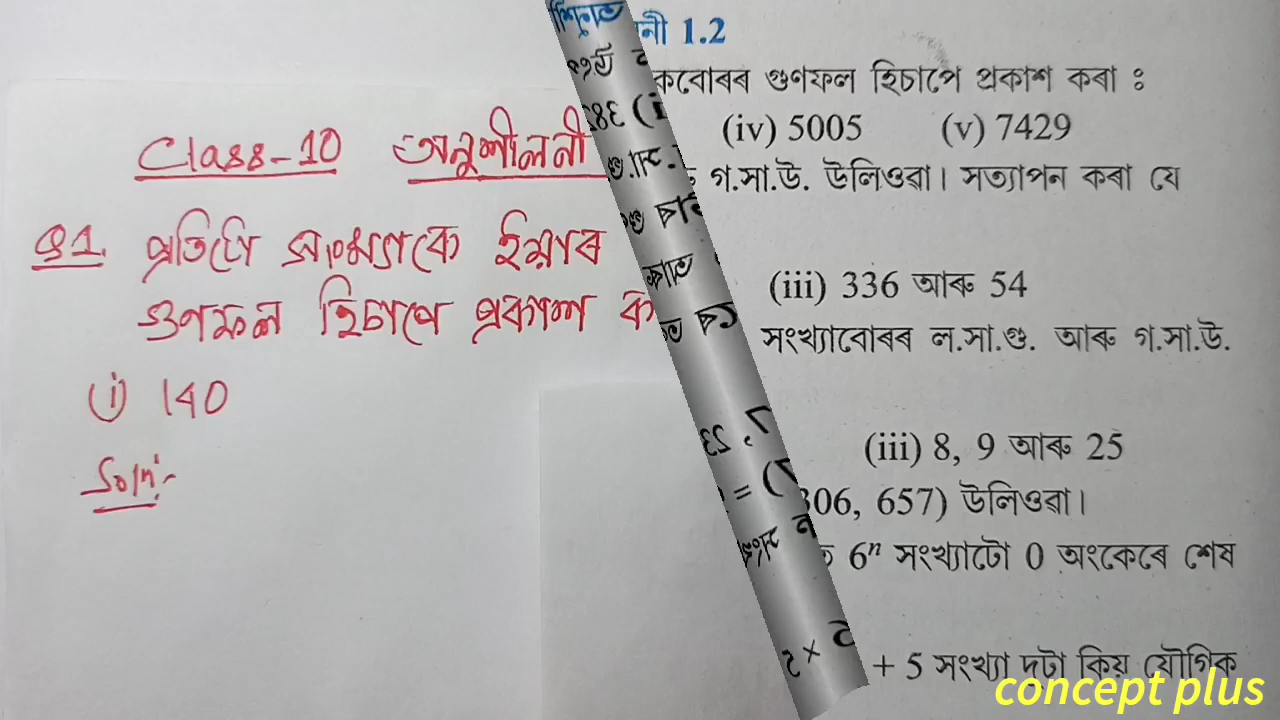 Class-10 অনুশীলনী
Q1. প্ৰতিটো সংখ্যাকে ইয়াৰ
গুণফল হিচাপে প্ৰকাশ ক
(i) 140
Soln:-
নী 1.2
কবোৰৰ গুণফল হিচাপে প্ৰকাশ কৰা ঃ
(iv) 5005 (v) 7429
গ.সা.উ. উলিওৱা। সত্যাপন কৰা যে
(iii) 336 আৰু 54
সংখ্যাবোৰৰ ল.সা.গু. আৰু গ.সা.উ.
(iii) 8, 9 আৰু 25
306, 657) উলিওৱা।
6ⁿ সংখ্যাটো 0 অংকেৰে শেষ
+ 5 সংখ্যা দুটা কিয় যৌগিক
concept plus